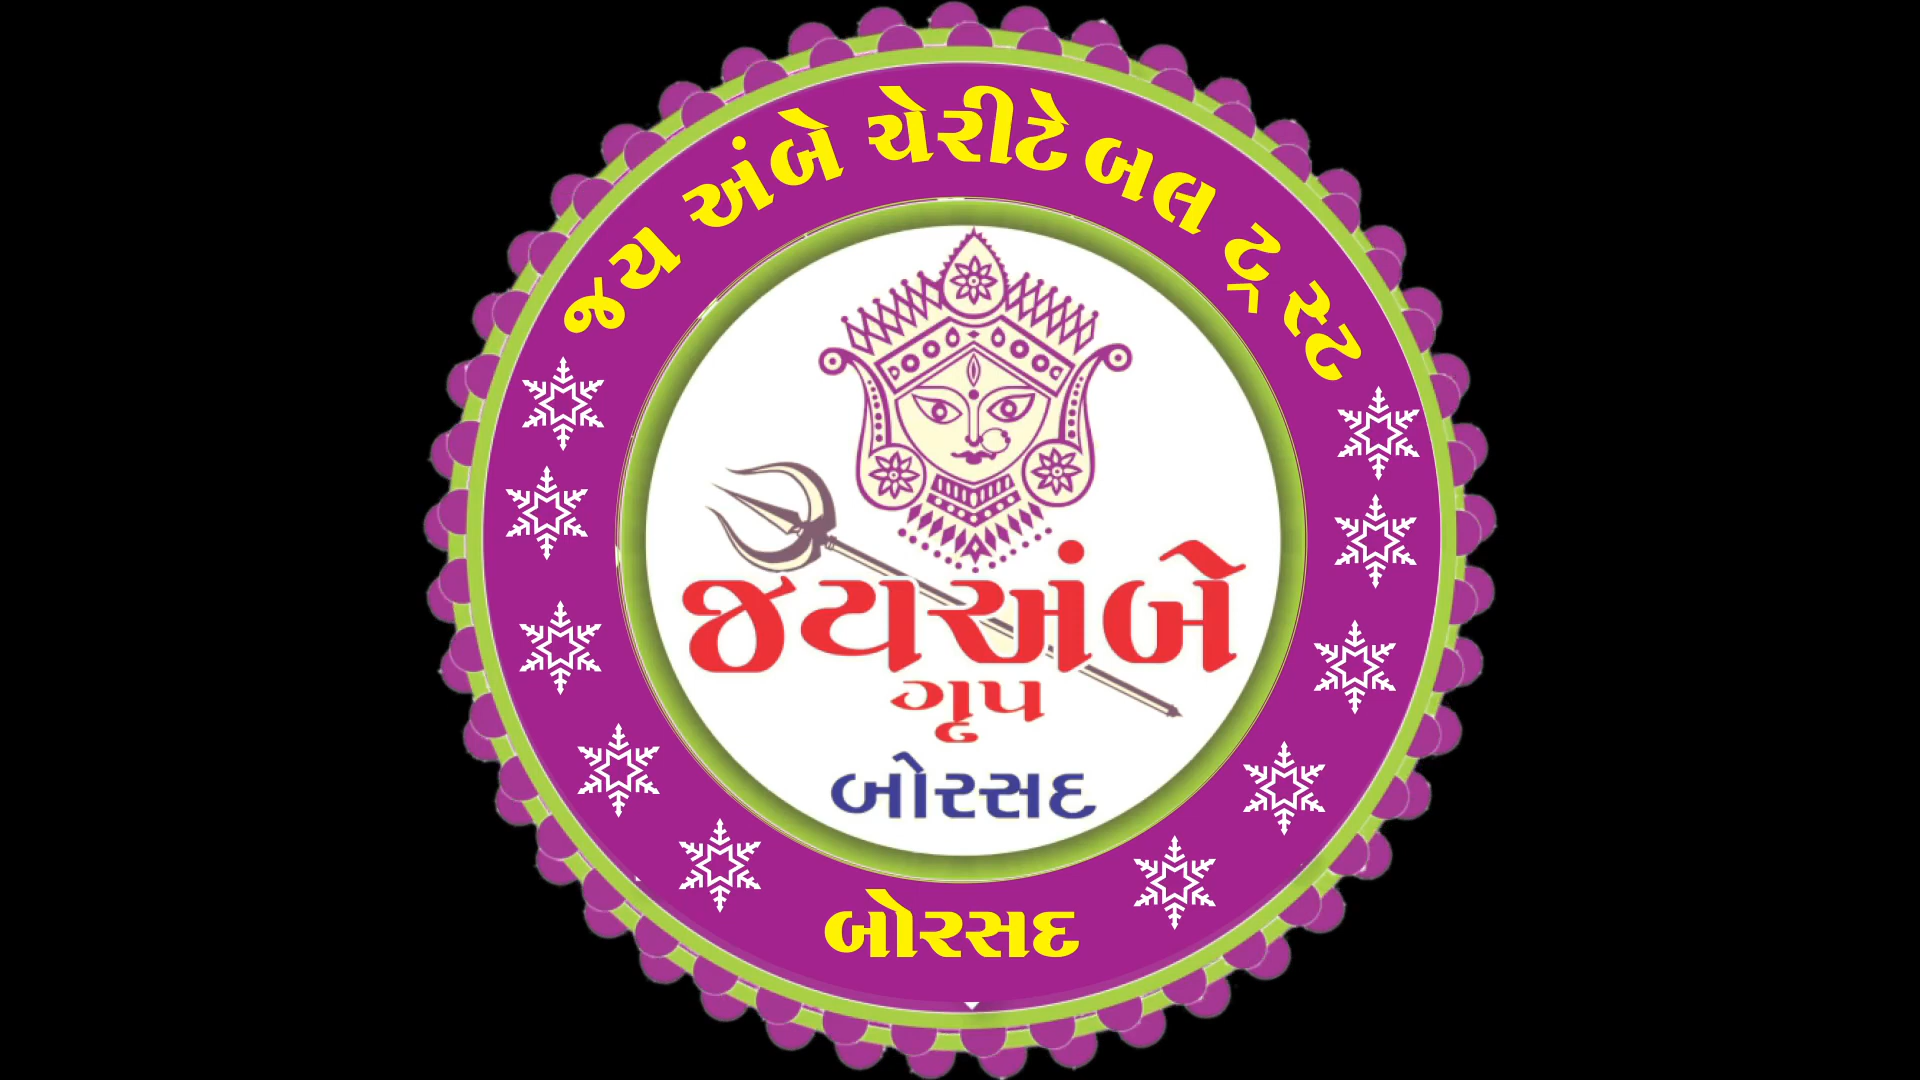 જય અંબે ચેરીટેબલ ટ્રસ્ટ
જયઅંબે
ગૃપ
બોરસદ
બોરસદ